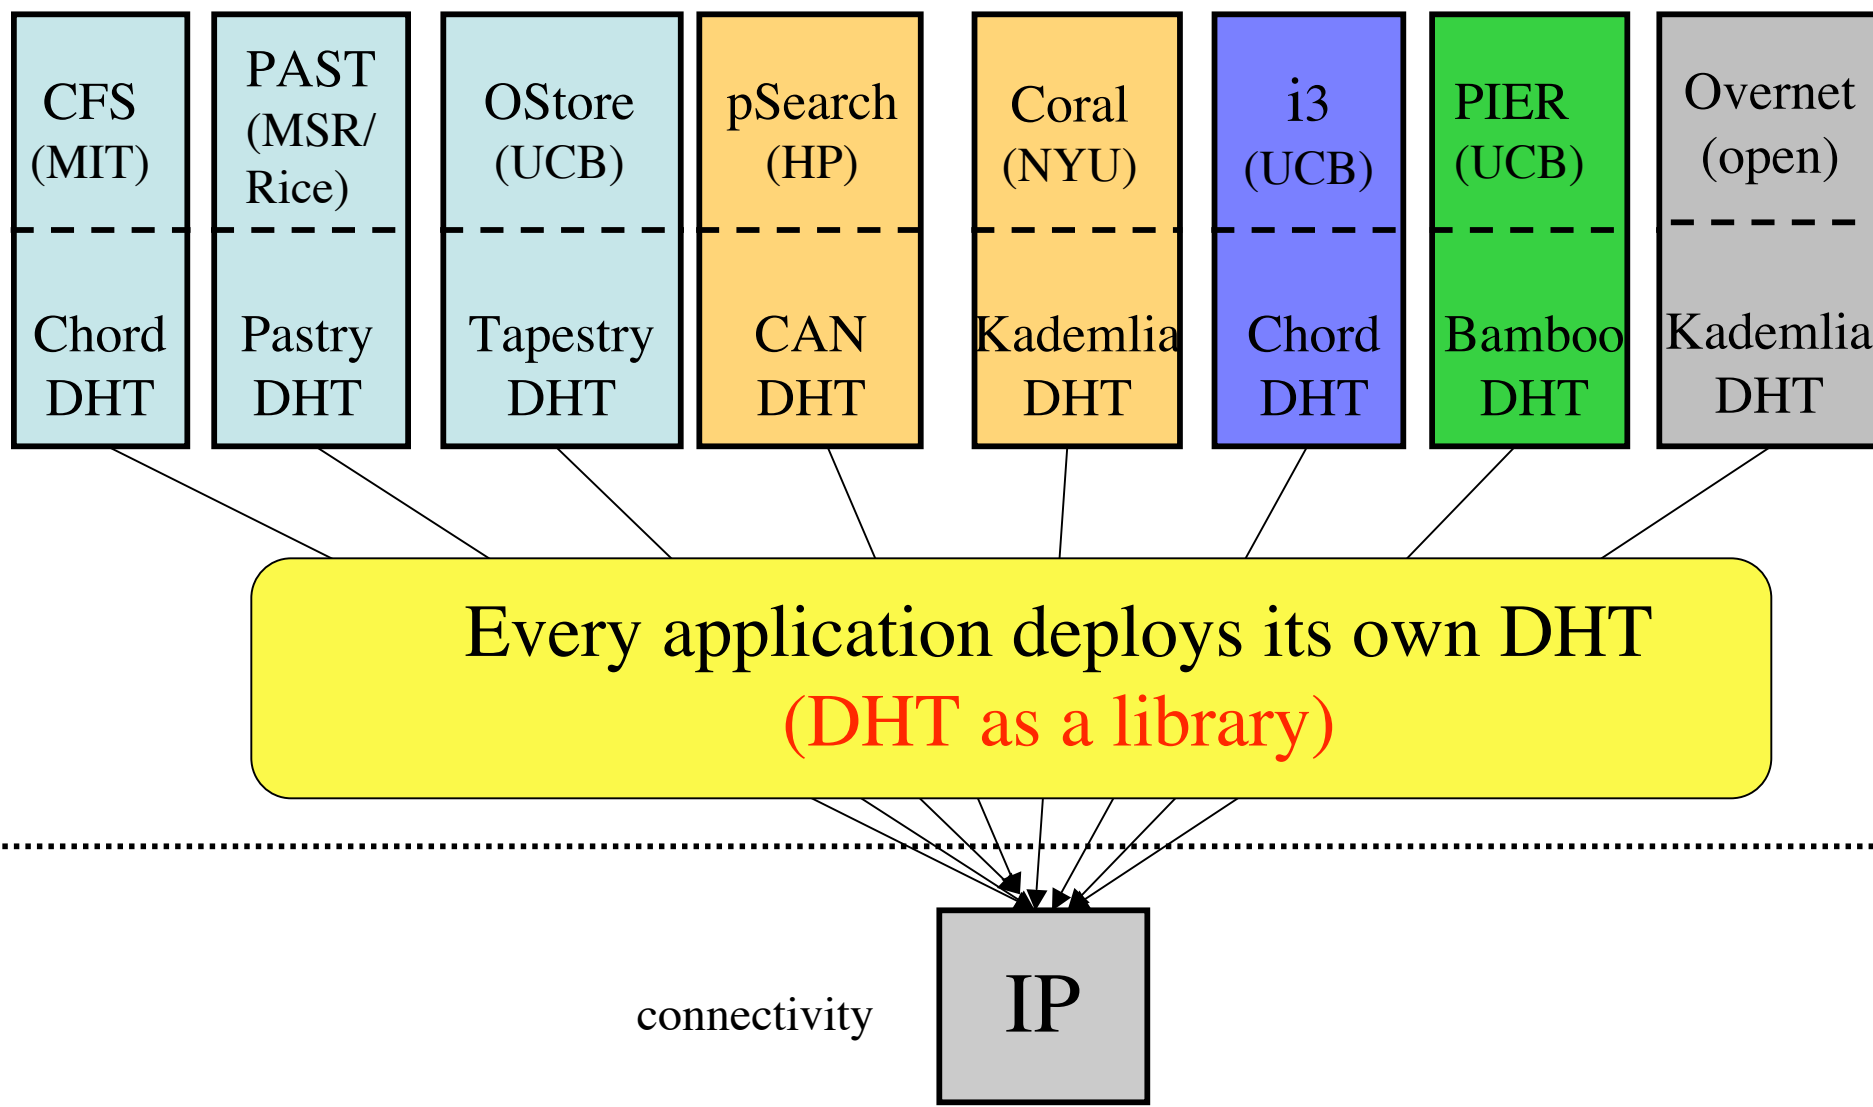 CFS
(MIT)
Chord
DHT
PAST
(MSR/
Rice)
Pastry
DHT
OStore
(UCB)
Tapestry
DHT
pSearch
(HP)
CAN
DHT
Coral
(NYU)
Kademlia
DHT
i3
(UCB)
Chord
DHT
PIER
(UCB)
Bamboo
DHT
Overnet
(open)
Kademlia
DHT
Every application deploys its own DHT
(DHT as a library)
connectivity
IP